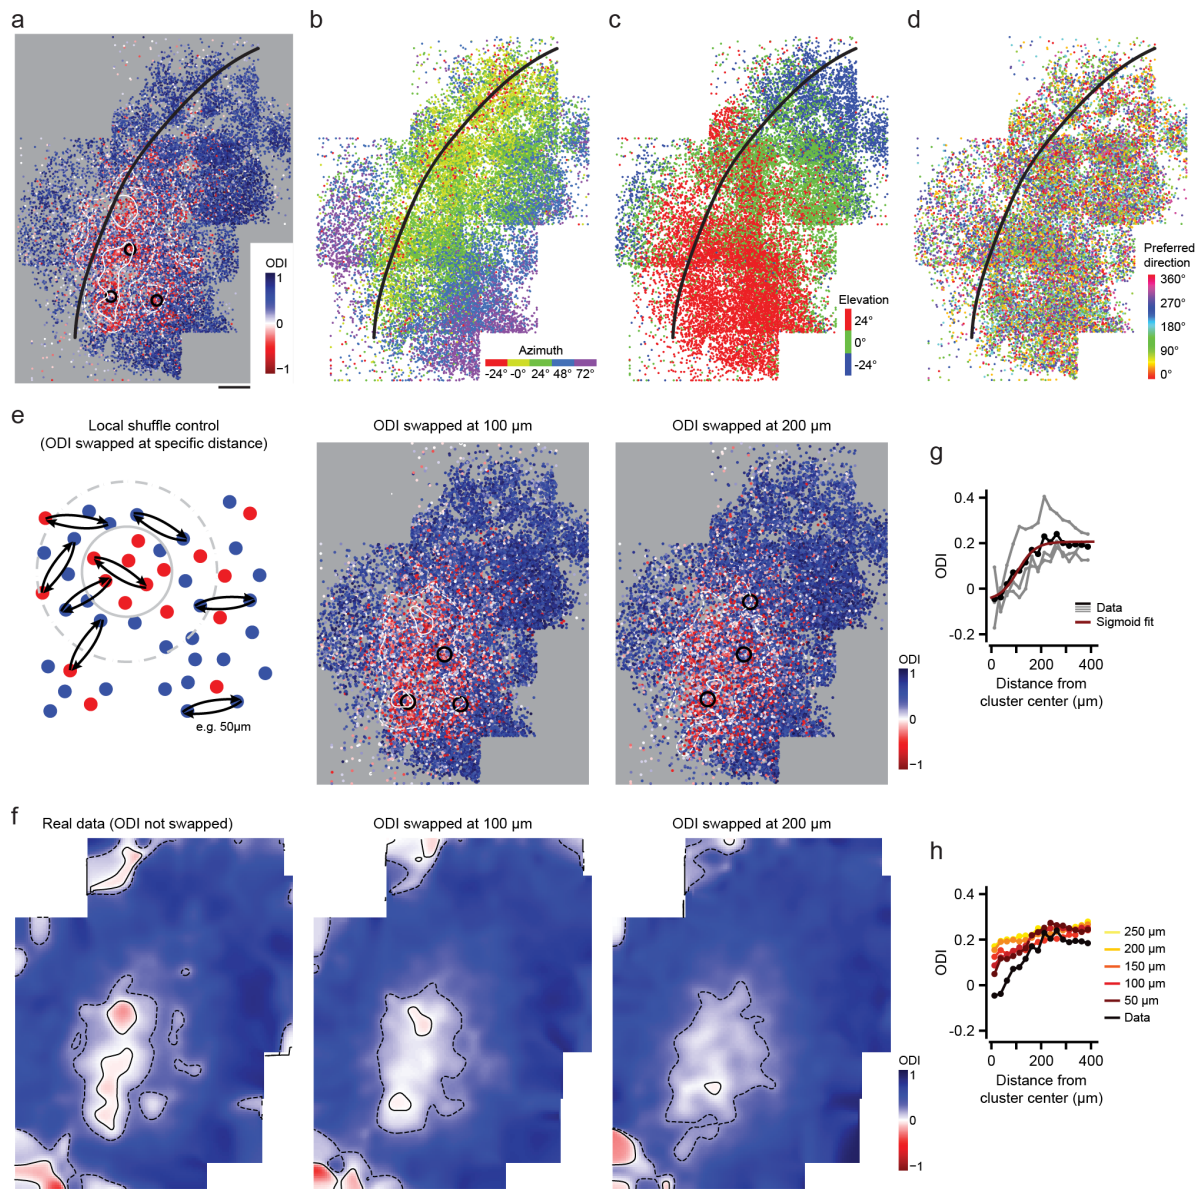 a
ODI
1
0
−1
b
Azimuth
-24° -0° 24° 48° 72°
c
Elevation
24°
0°
-24°
d
Preferred
direction
360°
270°
180°
90°
0°
e
Local shuffle control
(ODI swapped at specific distance)
e.g. 50µm
ODI swapped at 100 µm
ODI swapped at 200 µm
ODI
1
0
−1
g
0.4
0.2
0
-0.2
ODI
Data
Sigmoid fit
0 200 400
Distance from
cluster center (µm)
f
Real data (ODI not swapped)
ODI swapped at 100 µm
ODI swapped at 200 µm
ODI
1
0
−1
h
0.4
0.2
0
-0.2
ODI
250 µm
200 µm
150 µm
100 µm
50 µm
Data
0 200 400
Distance from
cluster center (µm)